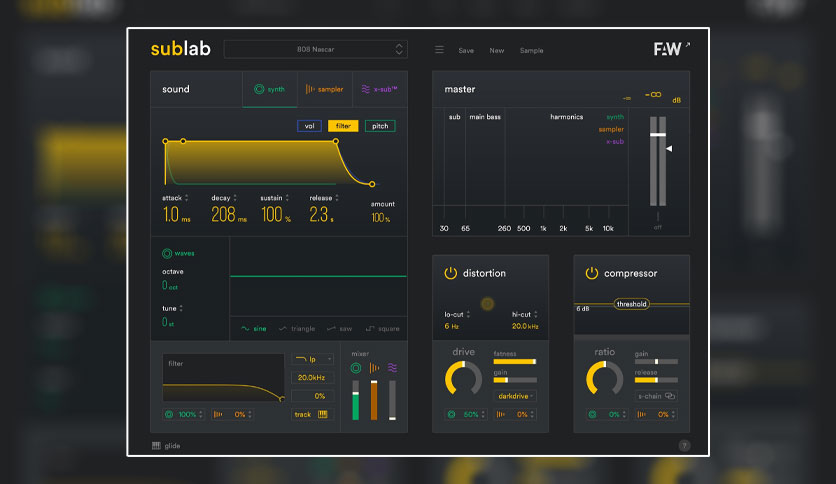 sublab
808 Nascar
Save New Sample
FAW
sound
synth
sampler
x-sub™
vol filter pitch
attack decay sustain release amount
1.0 ms 208 ms 100 % 2.3 s 100 %
waves
octave
0 oct
tune
0 st
sine triangle saw square
filter
lp
20.0kHz
0%
track
100% 0%
mixer
glide
master
-∞ -∞ dB
sub main bass harmonics synth
sampler
x-sub
30 65 260 500 1k 2k 5k 10k
off
distortion
lo-cut hi-cut
6 Hz 20.0 kHz
drive
fatness
gain
darkdrive
50% 0%
compressor
threshold
6 dB
ratio
gain
release
s-chain
0% 0%
?